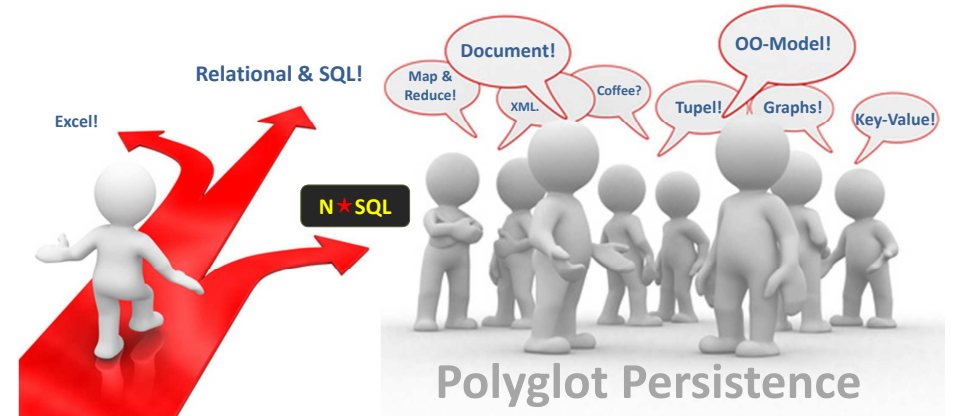 Excel!
Relational & SQL!
N★SQL
Map &
Reduce!
Document!
XML.
Coffee?
Tupel!
OO-Model!
Graphs!
Key-Value!
Polyglot Persistence